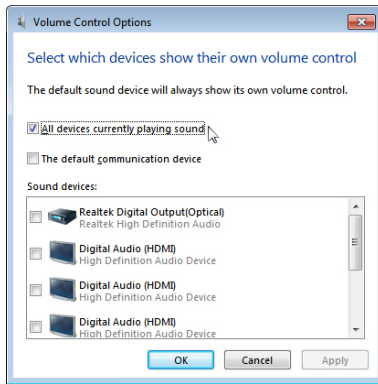 Volume Control Options
Select which devices show their own volume control
The default sound device will always show its own volume control.
All devices currently playing sound
The default communication device
Sound devices:
Realtek Digital Output(Optical)
Realtek High Definition Audio
Digital Audio (HDMI)
High Definition Audio Device
Digital Audio (HDMI)
High Definition Audio Device
Digital Audio (HDMI)
High Definition Audio Device
OK Cancel Apply